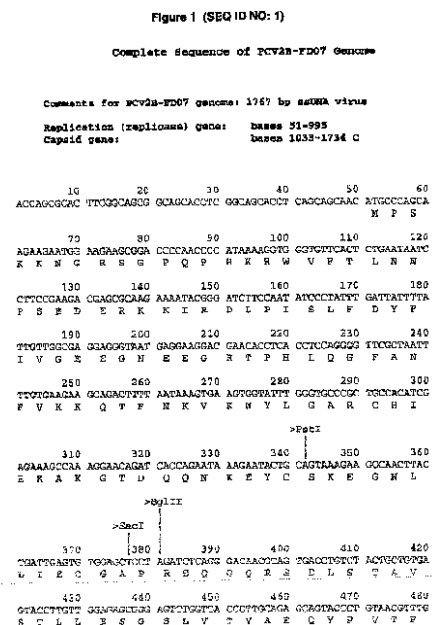 Figure 1 (SEQ ID NO: 1)
Complete Sequence of PCV2B-FD07 Genome
Comments for PCV2B-FD07 genome: 1767 bp ssDNA virus
Replication (replicase) gene: bases 51-995
Capsid gene: bases 1033-1734 C
10 20 30 40 50 60
ACCAGCGCAC TTCGGCAGCG GCAGCACCTC GGCAGCACCT CAGCAGCAAC ATGCCCAGCA
M P S
70 80 90 100 110 120
AGAAGAATGG AAGAAGCGGA CCCCAACCCC ATAAAAGGTG GGTGTTCACT CTGAATAATC
K K N G R S G P Q P H K R W V F T L N N
130 140 150 160 170 180
CTTCCGAAGA CGAGCGCAAG AAAATACGGG ATCTTCCAAT ATCCCTATTT GATTATTTTA
P S E D E R K K I R D L P I S L F D Y F
190 200 210 220 230 240
TTGTTGGCGA GGAGGGTAAT GAGGAAGGAC GAACACCTCA CCTCCAGGGG TTCGCTAATT
I V G E E G N E E G R T P H L Q G F A N
250 260 270 280 290 300
TTGTGAAGAA GCAGACTTTT AATAAAGTGA AGTGGTATTT GGGTGCCCGC TGCCACATCG
F V K K Q T F N K V K W Y L G A R C H I
>PstI
310 320 330 340 350 360
AGAAAGCCAA AGGAACAGAT CACCAGAATA AAGAATACTG CAGTAAAGAA GGCAACTTAC
E K A K G T D Q Q N K E Y C S K E G N L
>BglII
>SacI
370 380 390 400 410 420
TGATTGAGTG TGGAGCTCCT AGATCTCAGG GACAACGCAG TGACCTGTCT ACTGCTGTGA
L I E C G A P R S Q G Q R S D L S T A V
430 440 450 460 470 480
GTACCTTGTT GGAGAGCGGG AGTCTGGTCA CCGTTGCAGA GCAGTACCCT GTAACGTTTG
S T L L E S G S L V T V A E Q Y P V T F